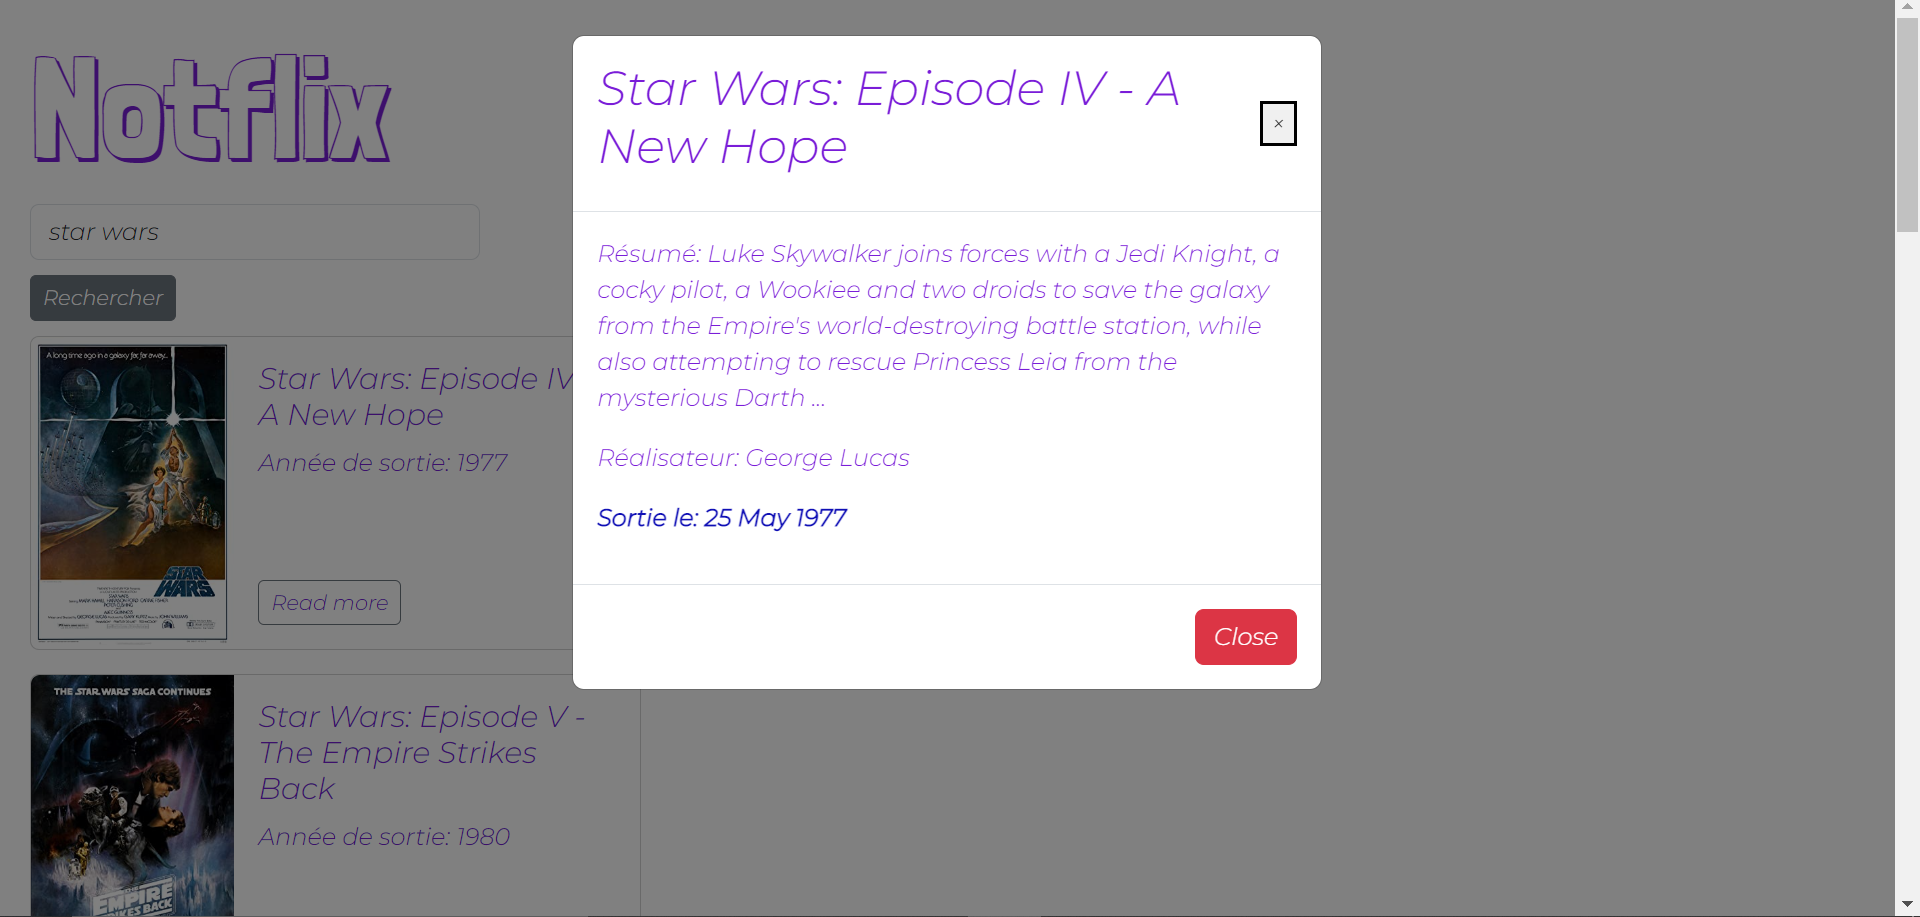 Notflix
star wars
Rechercher
A long time ago in a galaxy far, far away...
Star Wars: Episode IV
A New Hope
Année de sortie: 1977
STAR
WARS
Read more
THE STAR WARS SAGA CONTINUES
Star Wars: Episode V -
The Empire Strikes
Back
Année de sortie: 1980
EMPIRE
Star Wars: Episode IV - A
New Hope
×
Résumé: Luke Skywalker joins forces with a Jedi Knight, a
cocky pilot, a Wookiee and two droids to save the galaxy
from the Empire's world-destroying battle station, while
also attempting to rescue Princess Leia from the
mysterious Darth ...
Réalisateur: George Lucas
Sortie le: 25 May 1977
Close